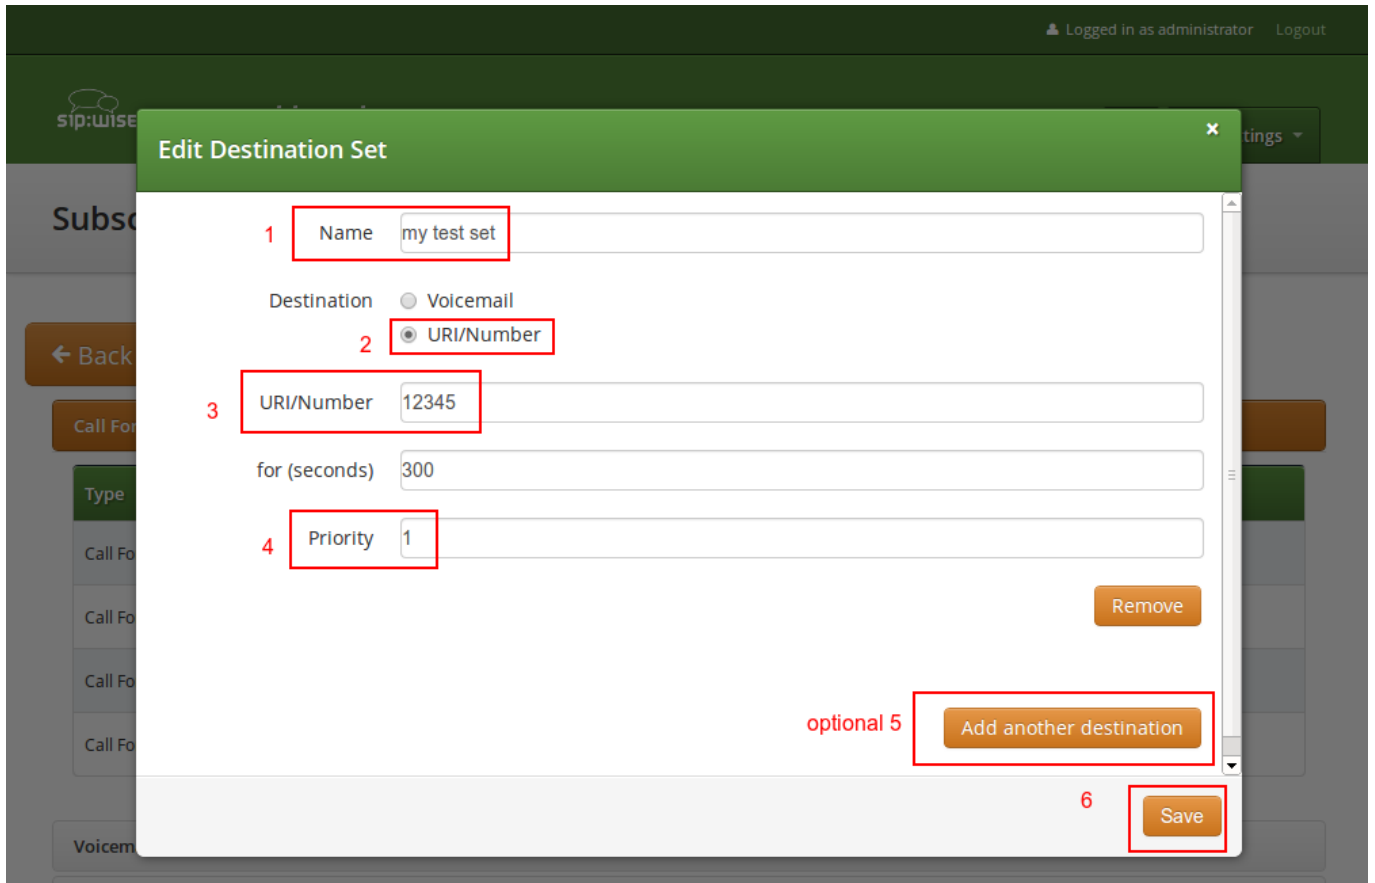 Logged in as administrator Logout
sip:wise
tings
Edit Destination Set ×
Subsc
1 Name my test set
Destination Voicemail
2 URI/Number
Back
3 URI/Number 12345
Call For
for (seconds) 300
Type
4 Priority 1
Call Fo
Remove
Call Fo
Call Fo
optional 5 Add another destination
Call Fo
6 Save
Voicem